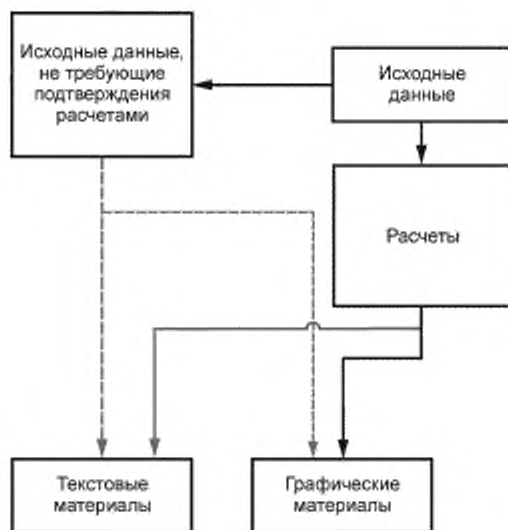 Исходные данные,
не требующие
подтверждения
расчетами
Исходные
данные
Расчеты
Текстовые
материалы
Графические
материалы